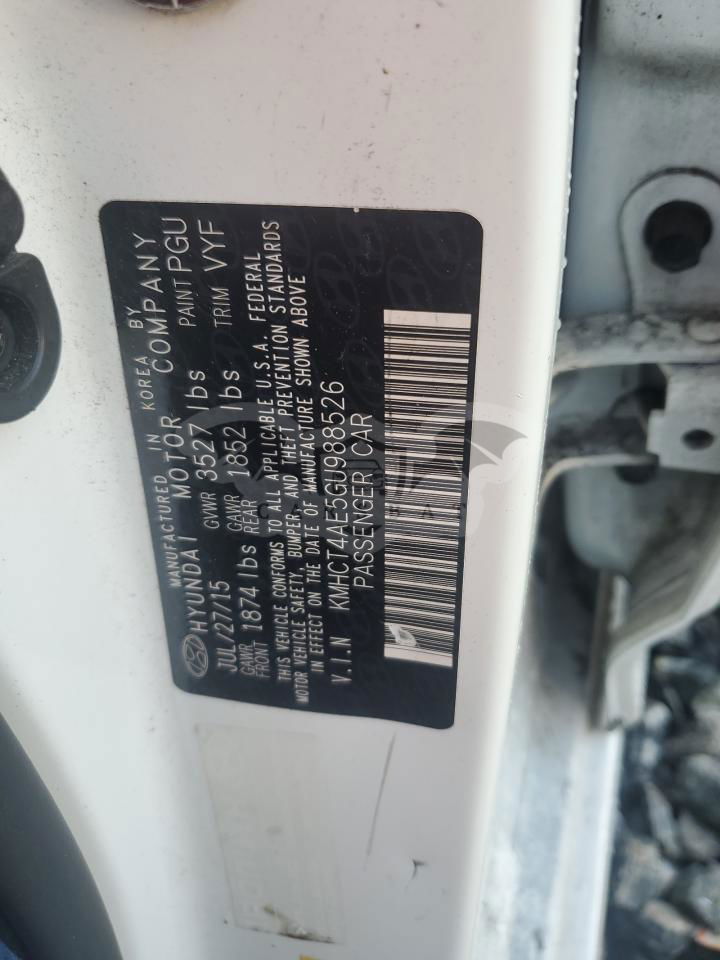 MANUFACTURED IN KOREA BY
HYUNDAI MOTOR COMPANY
JUL/27/15 GVWR 3527 lbs PAINT PGU
GAWR FRONT 1874 lbs GAWR REAR 1852 lbs TRIM VYF
THIS VEHICLE CONFORMS TO ALL APPLICABLE U.S.A. FEDERAL
MOTOR VEHICLE SAFETY, BUMPER, AND THEFT PREVENTION STANDARDS
IN EFFECT ON THE DATE OF MANUFACTURE SHOWN ABOVE
V.I.N KMHCT4AE5GU988526
PASSENGER CAR